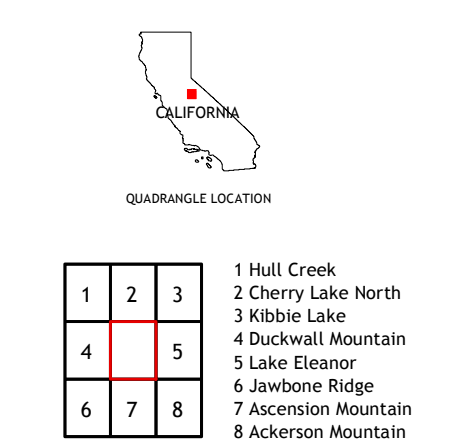 CALIFORNIA
QUADRANGLE LOCATION
1 2 3
4 5
6 7 8
1 Hull Creek
2 Cherry Lake North
3 Kibbie Lake
4 Duckwall Mountain
5 Lake Eleanor
6 Jawbone Ridge
7 Ascension Mountain
8 Ackerson Mountain